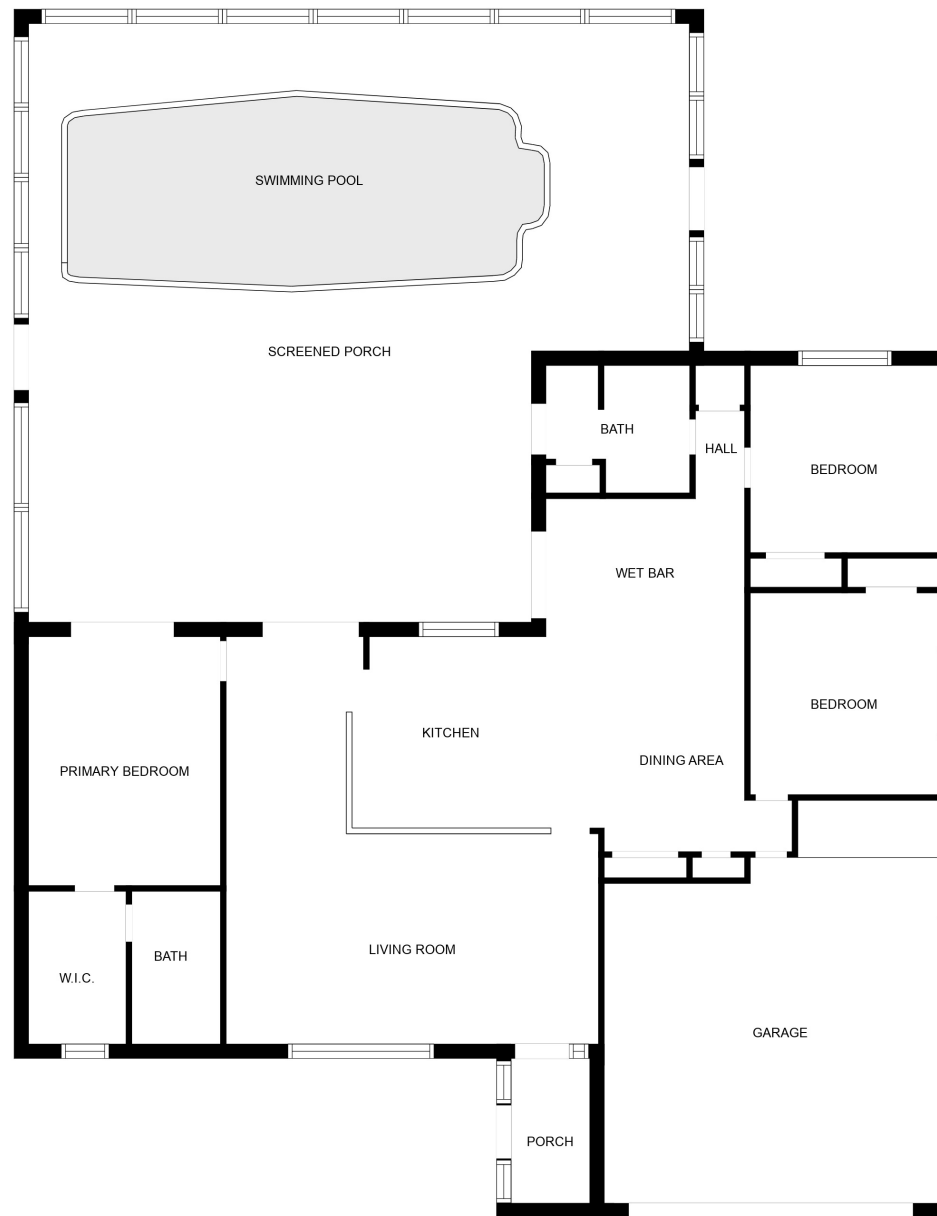 SWIMMING POOL
SCREENED PORCH
BATH
HALL
BEDROOM
WET BAR
BEDROOM
KITCHEN
DINING AREA
PRIMARY BEDROOM
LIVING ROOM
BATH
W.I.C.
GARAGE
PORCH